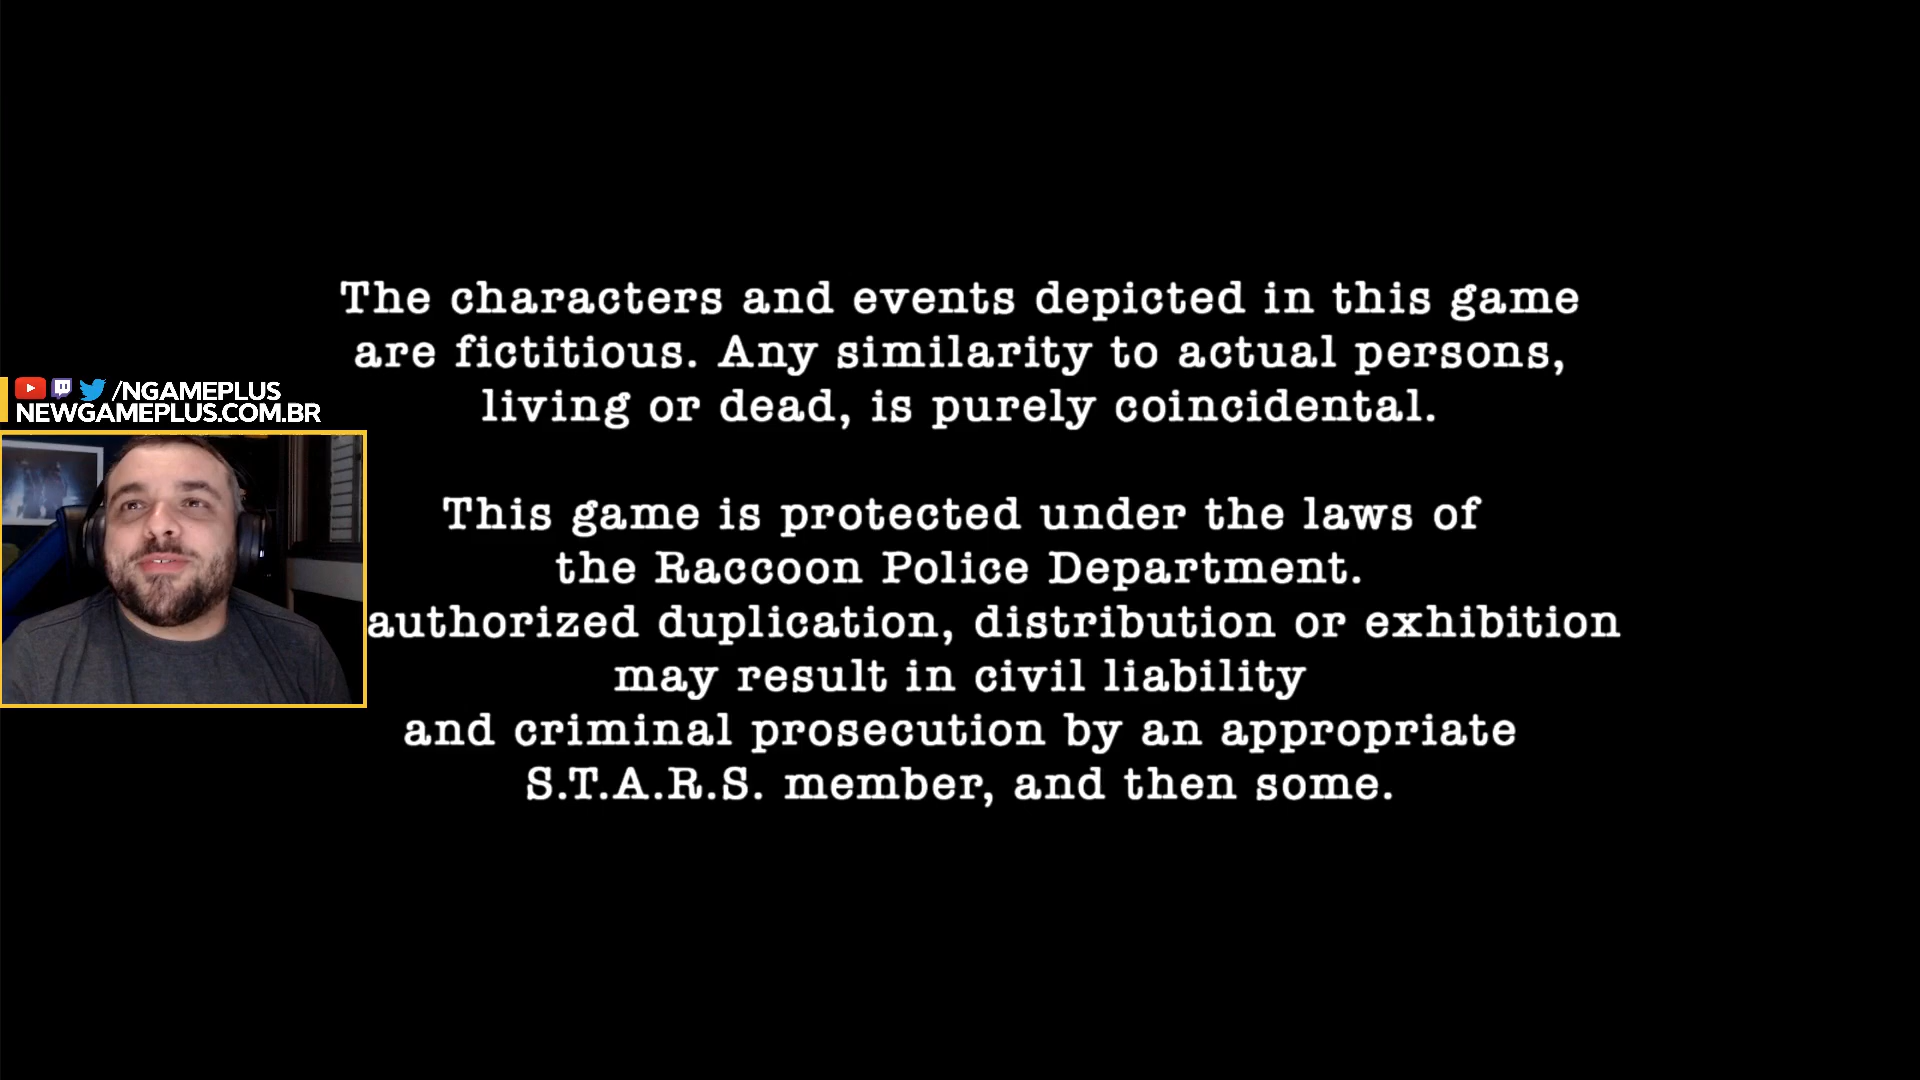 The characters and events depicted in this game
are fictitious. Any similarity to actual persons,
living or dead, is purely coincidental.
/NGAMEPLUS
NEWGAMEPLUS.COM.BR
This game is protected under the laws of
the Raccoon Police Department.
authorized duplication, distribution or exhibition
may result in civil liability
and criminal prosecution by an appropriate
S.T.A.R.S. member, and then some.